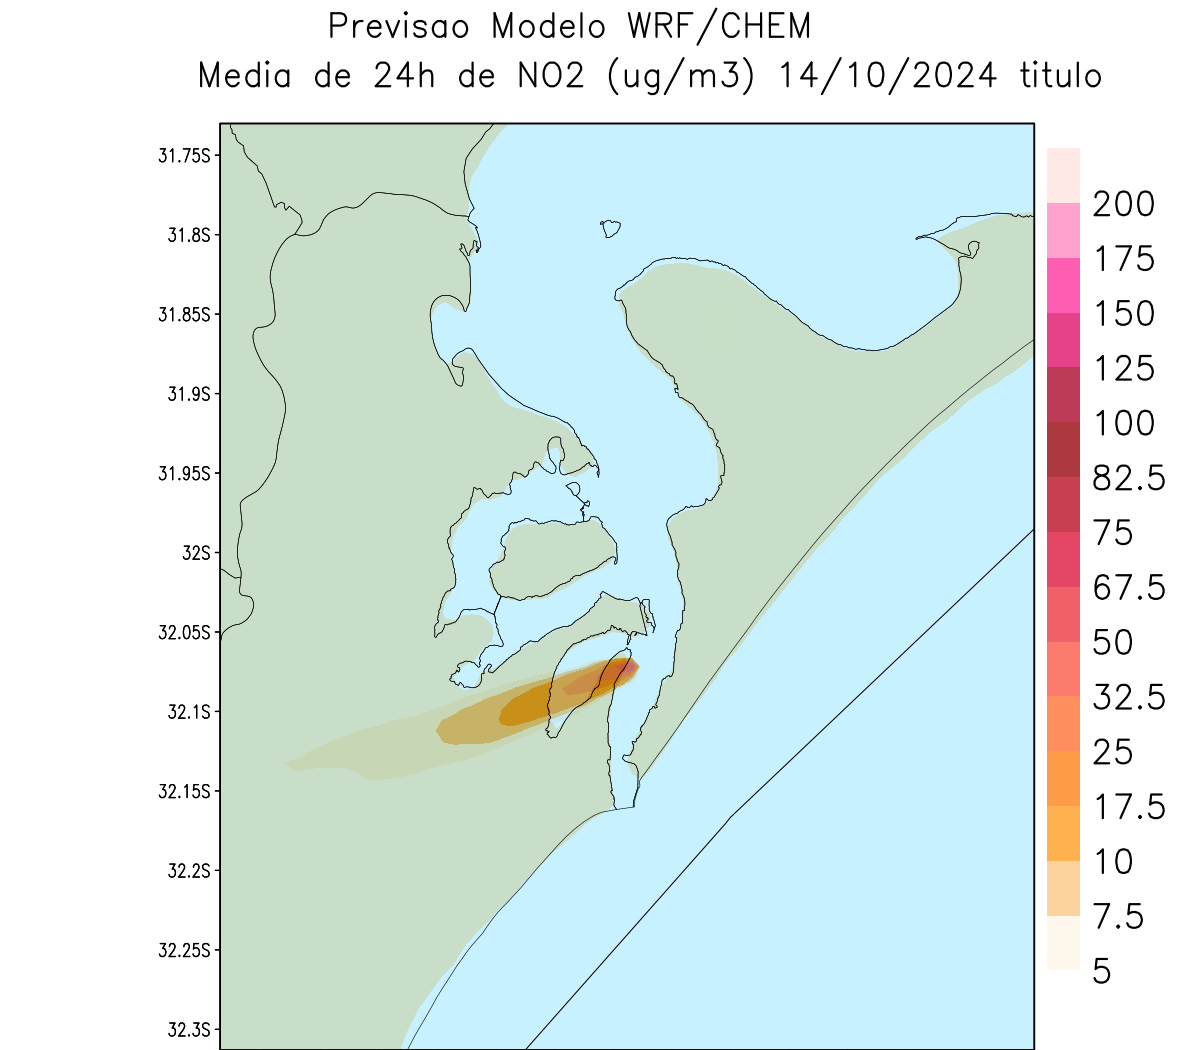 Previsao Modelo WRF/CHEM
Media de 24h de NO2 (ug/m3) 14/10/2024 titulo
31.75S
31.8S
31.85S
31.9S
31.95S
32S
32.05S
32.1S
32.15S
32.2S
32.25S
32.3S
200
175
150
125
100
82.5
75
67.5
50
32.5
25
17.5
10
7.5
5